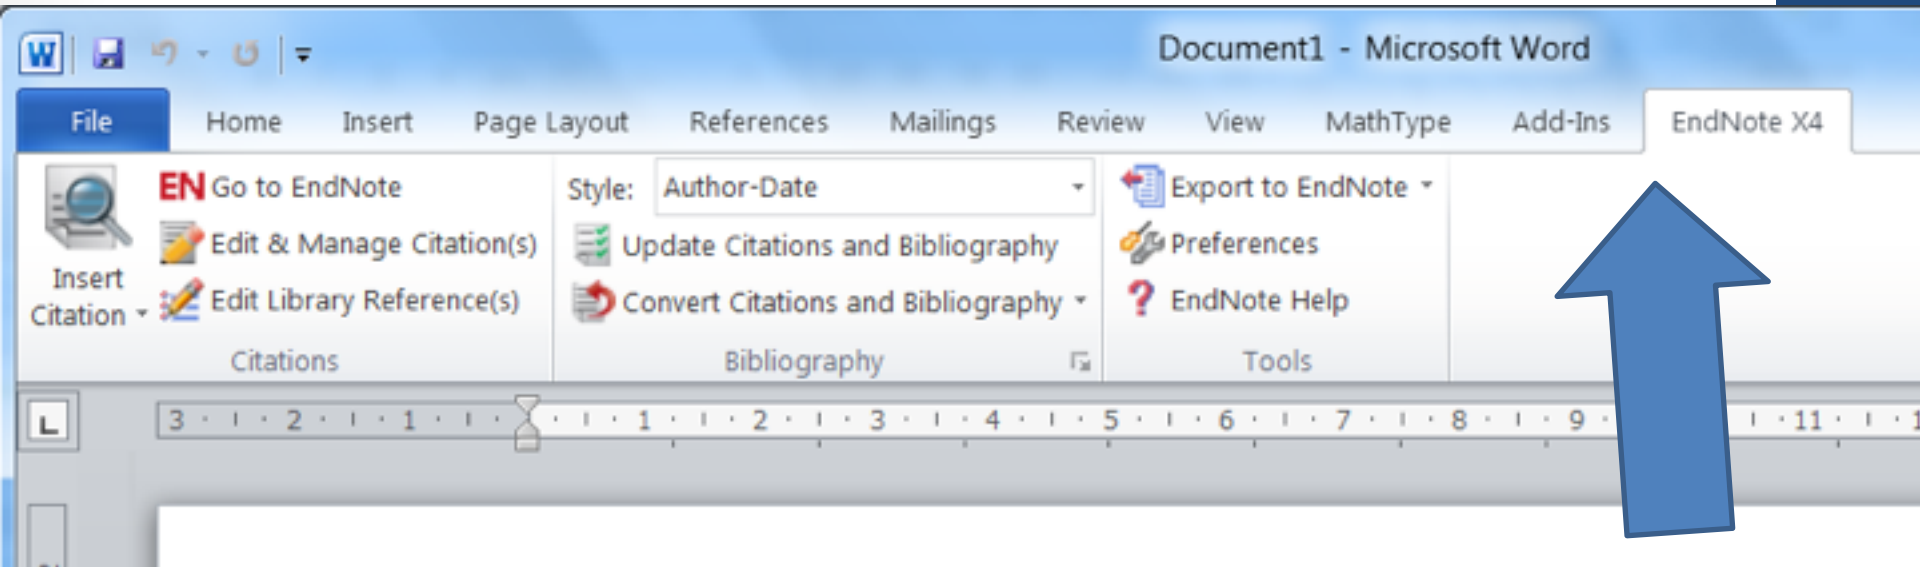 W
Document1 - Microsoft Word
File Home Insert Page Layout References Mailings Review View MathType Add-Ins EndNote X4
Insert Citation
EN Go to EndNote
Edit & Manage Citation(s)
Edit Library Reference(s)
Citations
Style: Author-Date
Update Citations and Bibliography
Convert Citations and Bibliography
Bibliography
Export to EndNote
Preferences
? EndNote Help
Tools
L 3 2 1 1 2 3 4 5 6 7 8 9 11